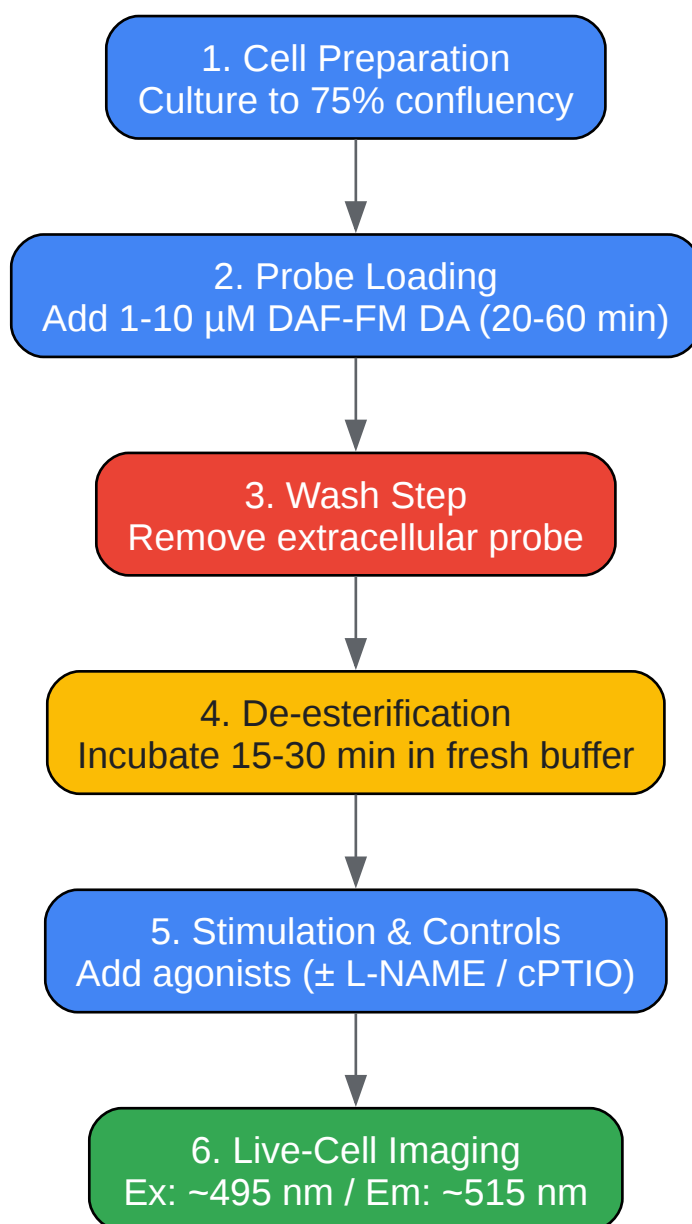 1. Cell Preparation
Culture to 75% confluency
2. Probe Loading
Add 1-10 µM DAF-FM DA (20-60 min)
3. Wash Step
Remove extracellular probe
4. De-esterification
Incubate 15-30 min in fresh buffer
5. Stimulation & Controls
Add agonists (± L-NAME / cPTIO)
6. Live-Cell Imaging
Ex: ~495 nm / Em: ~515 nm